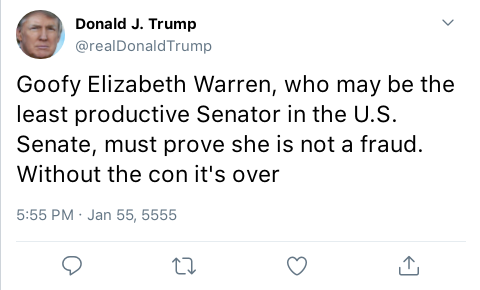 Donald J. Trump
@realDonaldTrump
Goofy Elizabeth Warren, who may be the
least productive Senator in the U.S.
Senate, must prove she is not a fraud.
Without the con it's over
5:55 PM · Jan 55, 5555